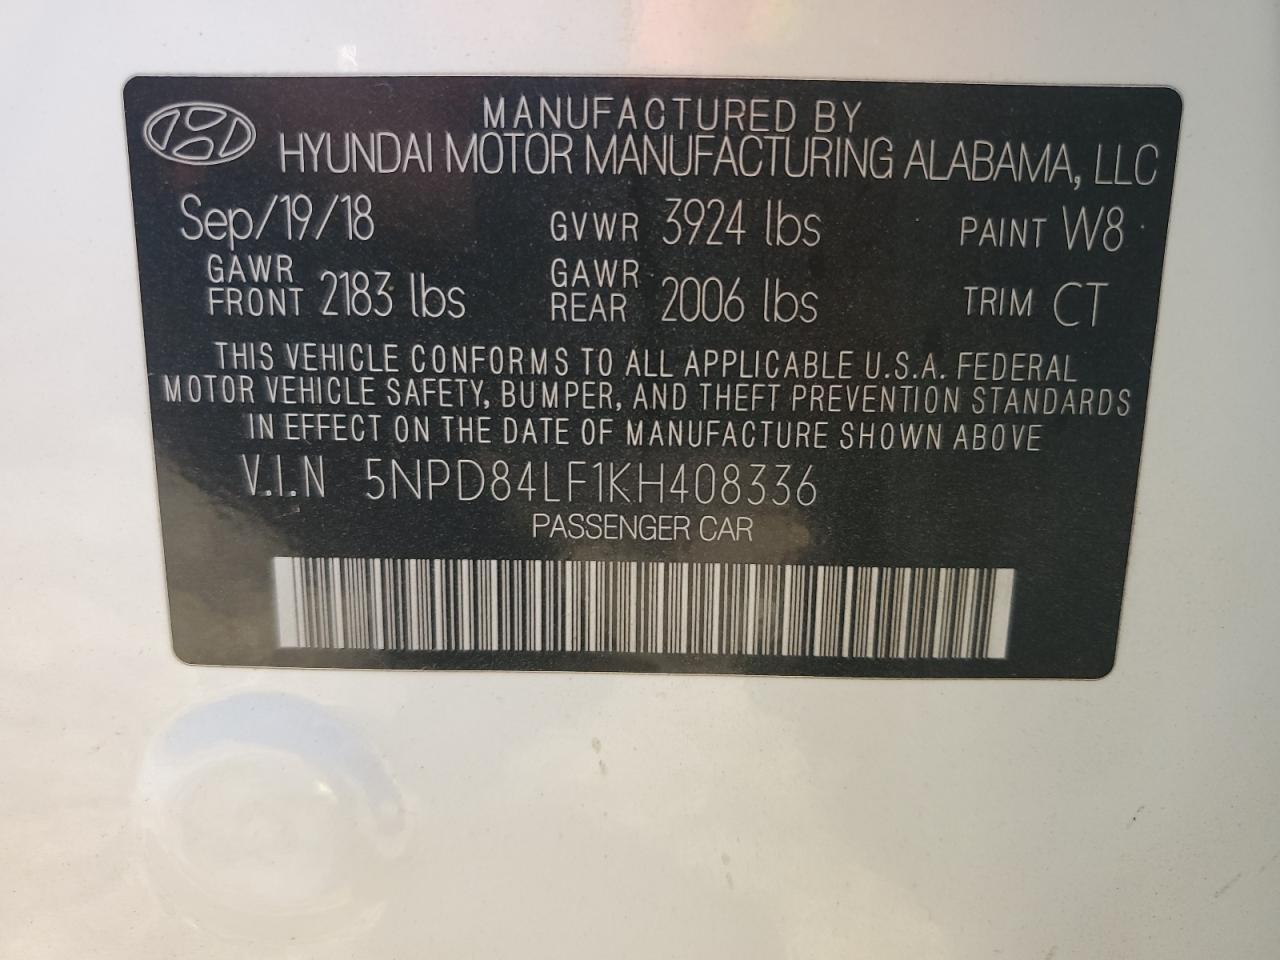 MANUFACTURED BY
HYUNDAI MOTOR MANUFACTURING ALABAMA, LLC
Sep/19/18 GVWR 3924 lbs PAINT W8
GAWR FRONT 2183 lbs GAWR REAR 2006 lbs TRIM CT
THIS VEHICLE CONFORMS TO ALL APPLICABLE U.S.A. FEDERAL
MOTOR VEHICLE SAFETY, BUMPER, AND THEFT PREVENTION STANDARDS
IN EFFECT ON THE DATE OF MANUFACTURE SHOWN ABOVE
V.I.N 5NPD84LF1KH408336
PASSENGER CAR